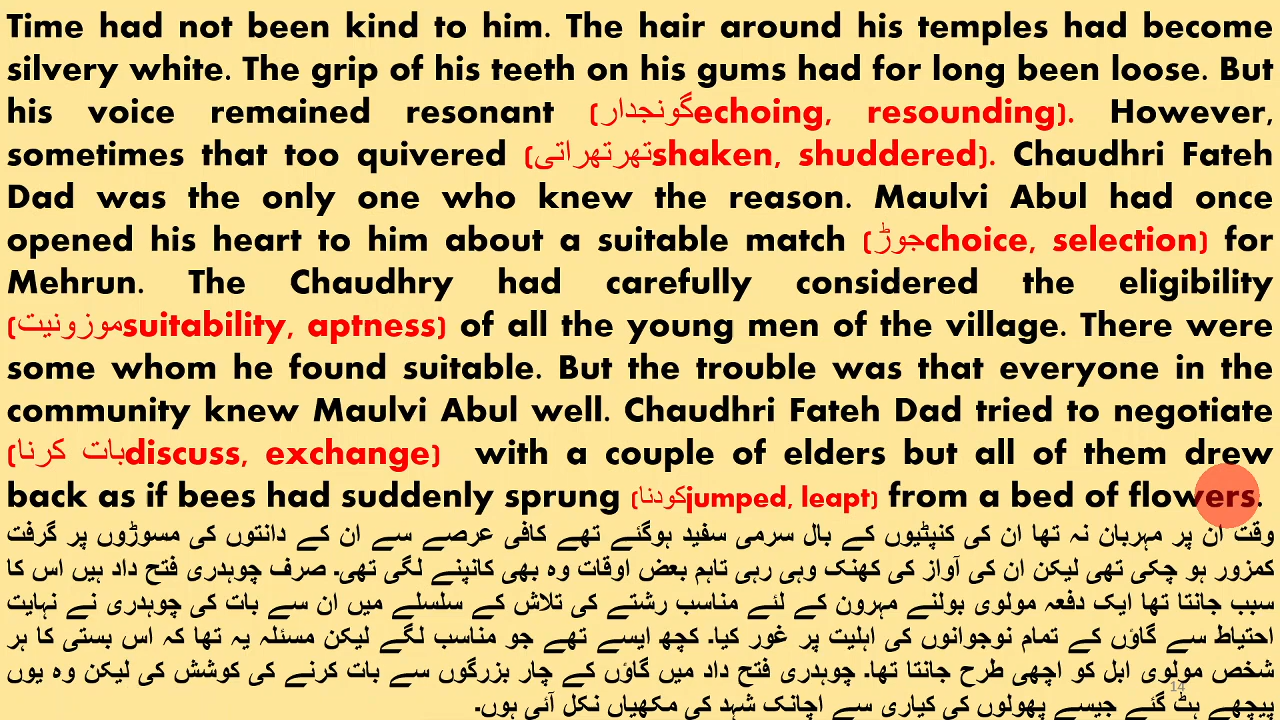 Time had not been kind to him. The hair around his temples had become
silvery white. The grip of his teeth on his gums had for long been loose. But
his voice remained resonant (گونجدارechoing, resounding). However,
sometimes that too quivered (تھرتھراتیshaken, shuddered). Chaudhri Fateh
Dad was the only one who knew the reason. Maulvi Abul had once
opened his heart to him about a suitable match (جوڑchoice, selection) for
Mehrun. The Chaudhry had carefully considered the eligibility
(موزونیتsuitability, aptness) of all the young men of the village. There were
some whom he found suitable. But the trouble was that everyone in the
community knew Maulvi Abul well. Chaudhri Fateh Dad tried to negotiate
(بات کرناdiscuss, exchange) with a couple of elders but all of them drew
back as if bees had suddenly sprung (کودناjumped, leapt) from a bed of flowers.
وقت ان پر مہربان نہ تھا ان کی کنپٹیوں کے بال سرمی سفید ہوگئے تھے کافی عرصے سے ان کے دانتوں کی مسوڑوں پر گرفت
کمزور ہو چکی تھی لیکن ان کی آواز کی کھنک وہی رہی تاہم بعض اوقات وہ بھی کانپنے لگی تھی۔ صرف چوہدری فتح داد ہیں اس کا
سبب جانتا تھا ایک دفعہ مولوی بولنے مہرون کے لئے مناسب رشتے کی تلاش کے سلسلے میں ان سے بات کی چوہدری نے نہایت
احتیاط سے گاؤں کے تمام نوجوانوں کی اہلیت پر غور کیا۔ کچھ ایسے تھے جو مناسب لگے لیکن مسئلہ یہ تھا کہ اس بستی کا ہر
شخص مولوی ابل کو اچھی طرح جانتا تھا۔ چوہدری فتح داد میں گاؤں کے چار بزرگوں سے بات کرنے کی کوشش کی لیکن وہ یوں
پیچھے ہٹ گئے جیسے پھولوں کی کیاری سے اچانک شہد کی مکھیاں نکل آئی ہوں۔
14